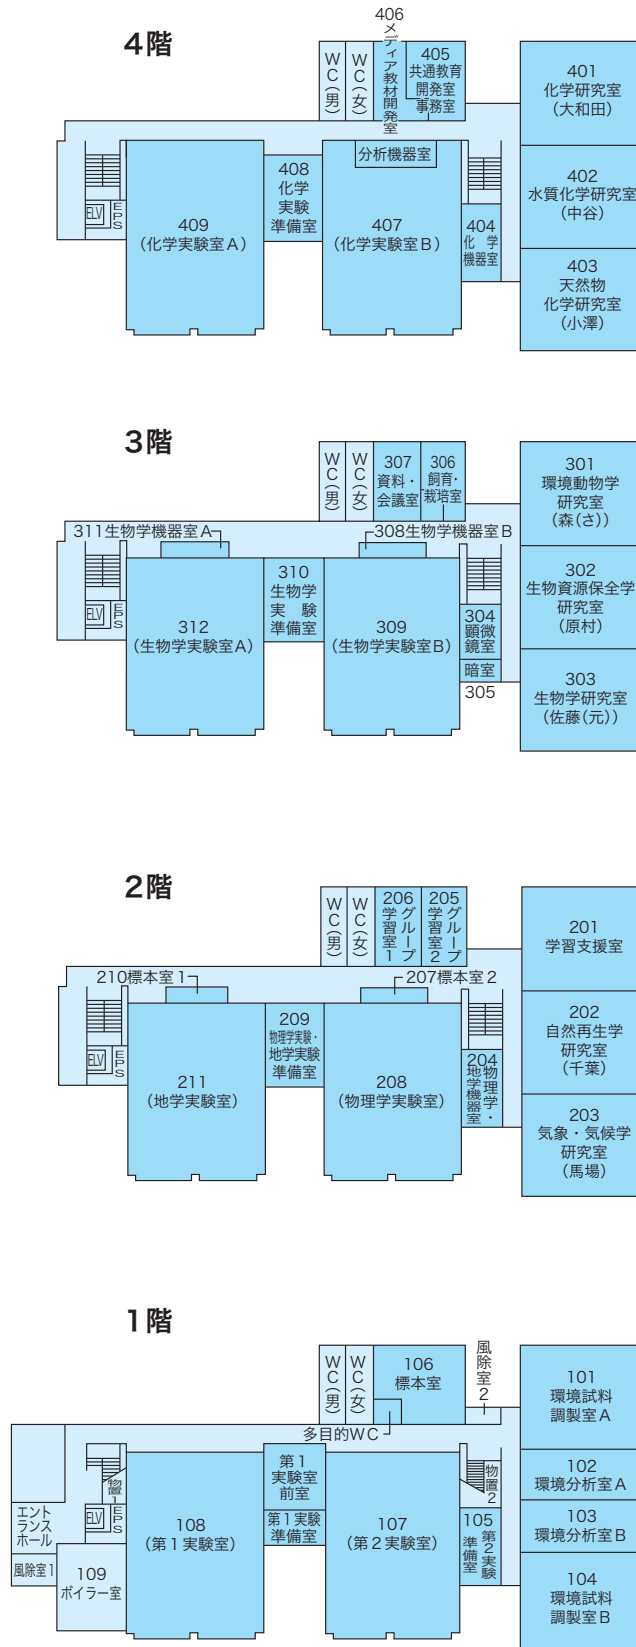 4階
WC(男)
WC(女)
406
メディア教材開発室
405
共通教育
開発室
事務室
401
化学研究室
(大和田)
分析機器室
408
化学
実験
準備室
409
(化学実験室A)
407
(化学実験室B)
404
化学
機器室
402
水質化学研究室
(中谷)
403
天然物
化学研究室
(小澤)
ELV
EPS
3階
WC(男)
WC(女)
307
資料・
会議室
306
飼育・
栽培室
301
環境動物学
研究室
(森(さ))
311生物学機器室A
308生物学機器室B
310
生物学
実験
準備室
312
(生物学実験室A)
309
(生物学実験室B)
304
顕微
鏡室
暗室
305
302
生物資源保全学
研究室
(原村)
303
生物学研究室
(佐藤(元))
ELV
EPS
2階
WC(男)
WC(女)
206
グループ
学習室1
205
グループ
学習室2
201
学習支援室
210標本室1
207標本室2
209
物理学実験・
地学実験
準備室
211
(地学実験室)
208
(物理学実験室)
204
物理学・
地学機器室
202
自然再生学
研究室
(千葉)
203
気象・気候学
研究室
(馬場)
ELV
EPS
1階
WC(男)
WC(女)
106
標本室
風除室2
多目的WC
101
環境試料
調製室A
102
環境分析室A
103
環境分析室B
104
環境試料
調製室B
第1
実験室
前室
第1実験
準備室
物置1
物置2
エント
ランス
ホール
風除室1
ELV
EPS
109
ボイラー室
108
(第1実験室)
107
(第2実験室)
105
第2実験
準備室